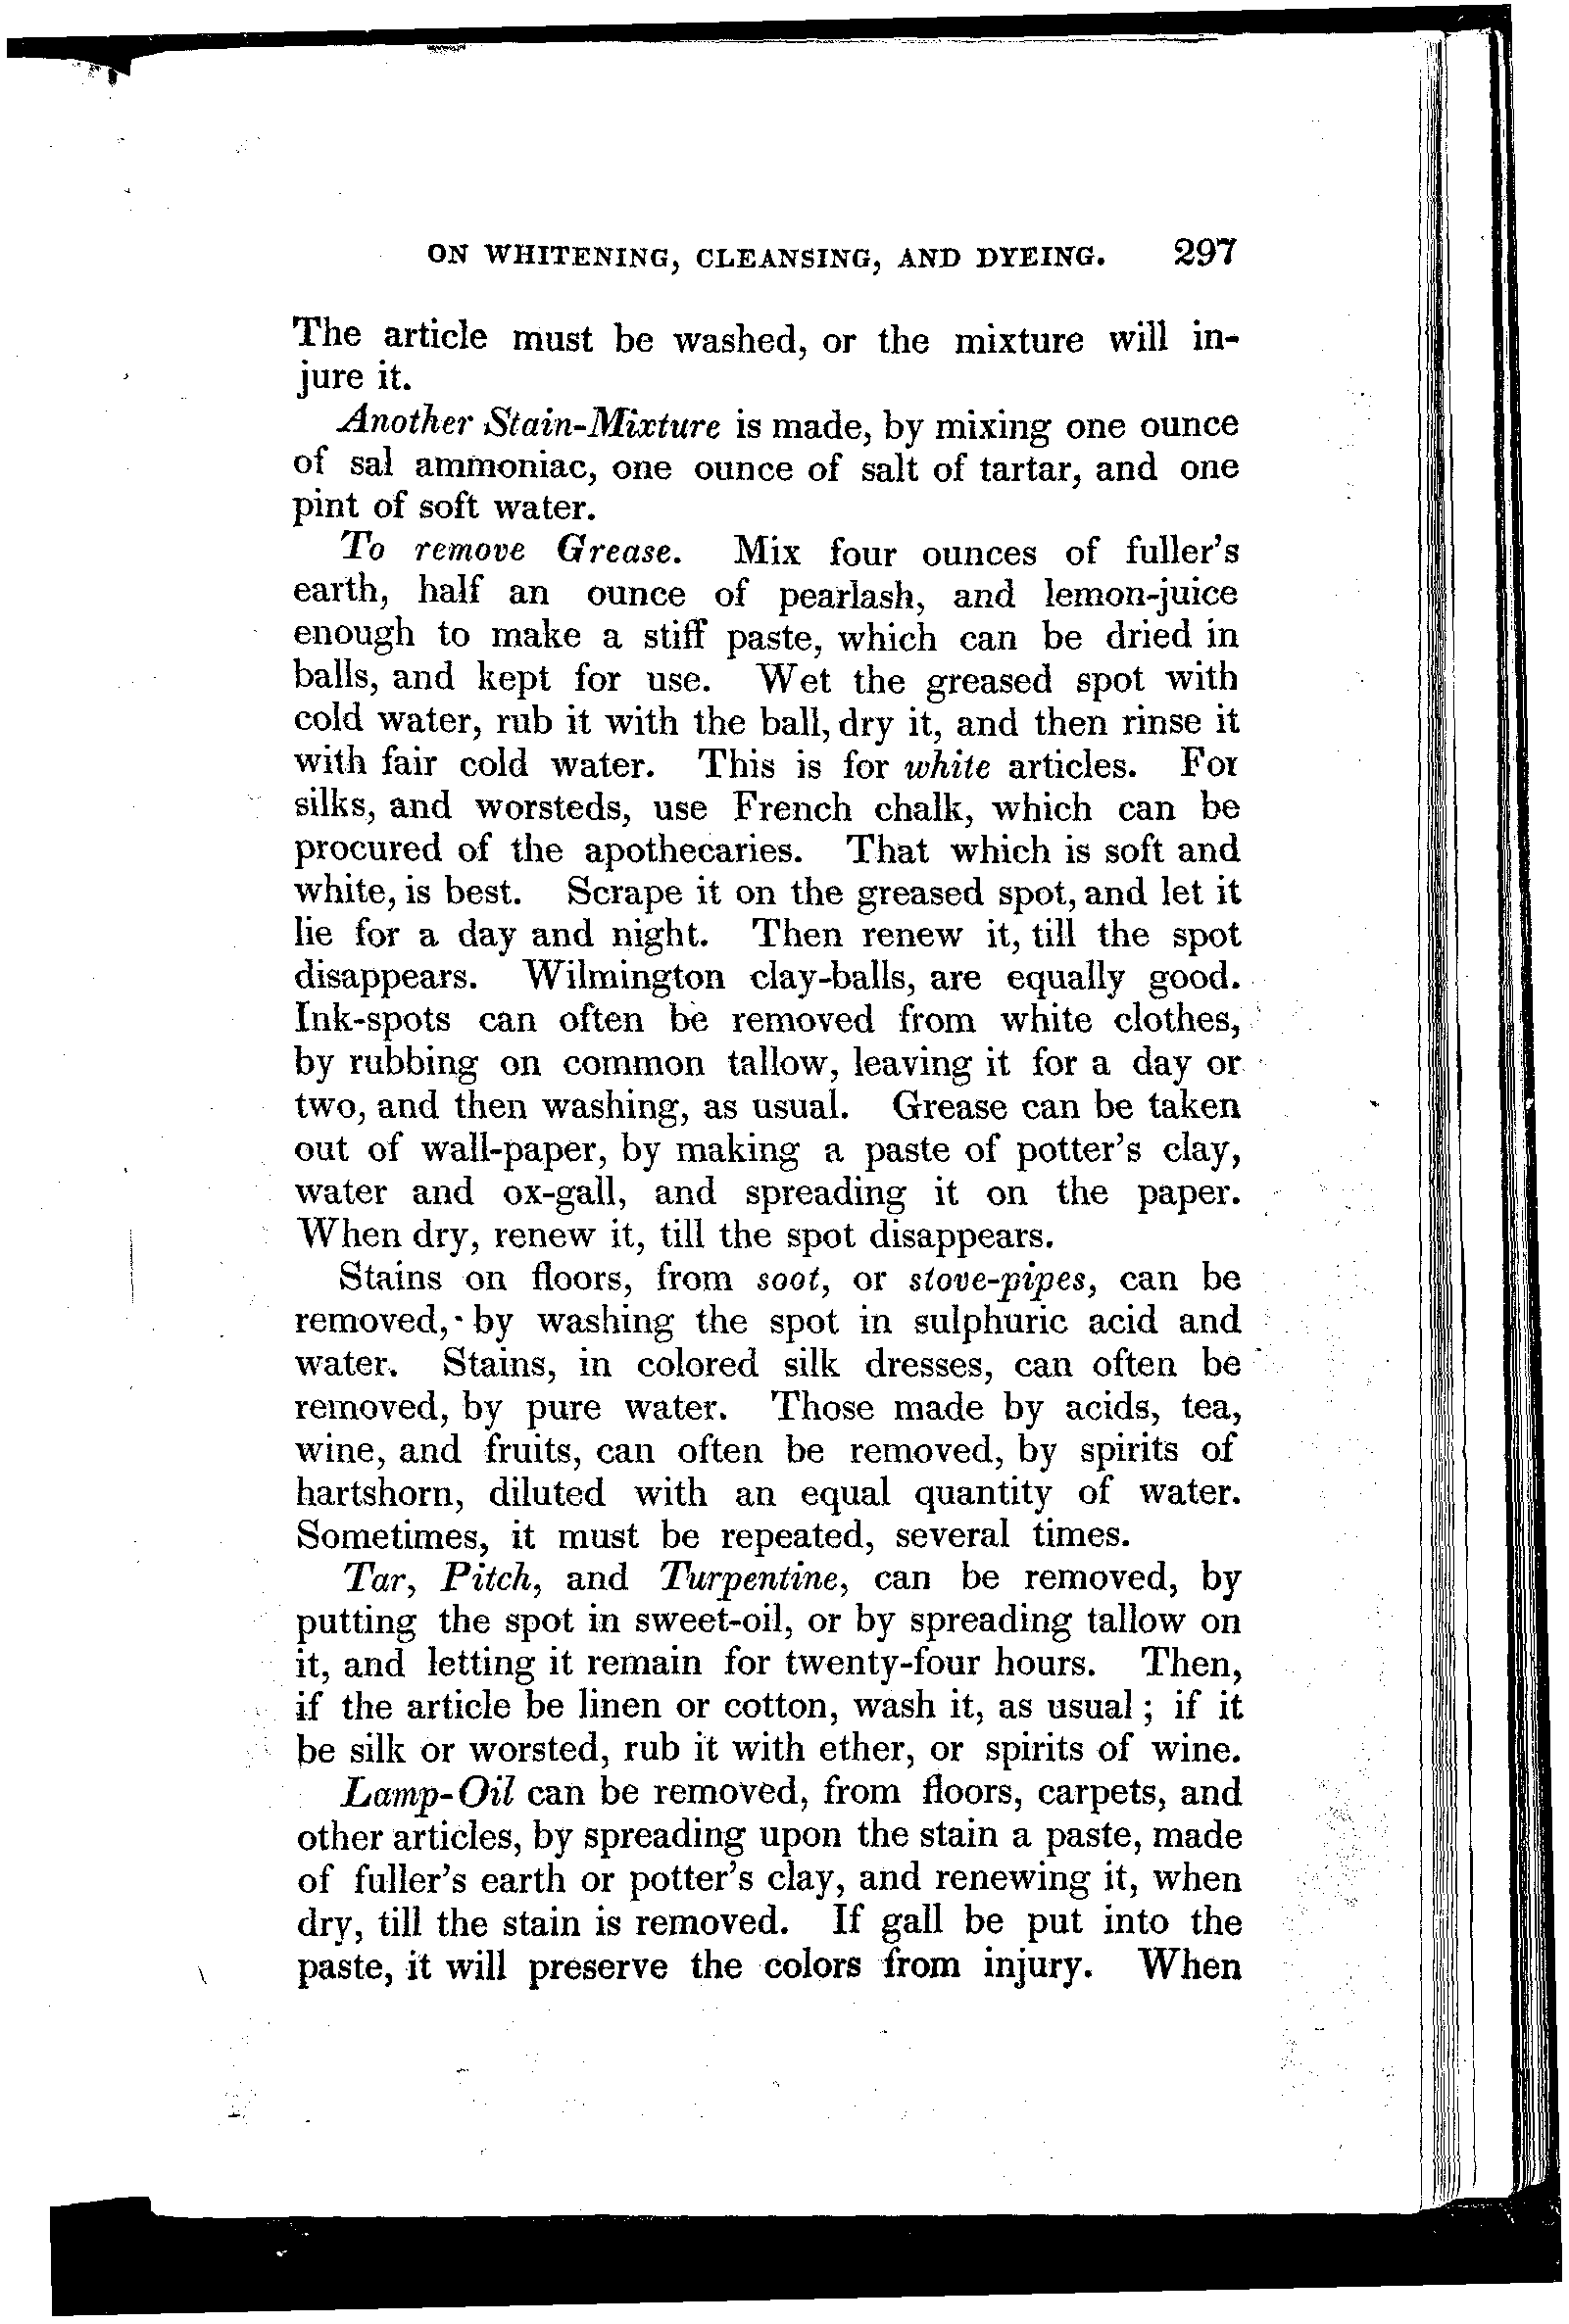 ON WHITENING, CLEANSING, AND DYEING. 297
The article must be washed, or the mixture will in-
jure it.
Another Stain-Mixture is made, by mixing one ounce
of sal ammoniac, one ounce of salt of tartar, and one
pint of soft water.
To remove Grease. Mix four ounces of fuller's
earth, half an ounce of pearlash, and lemon-juice
enough to make a stiff paste, which can be dried in
balls, and kept for use. Wet the greased spot with
cold water, rub it with the ball, dry it, and then rinse it
with fair cold water. This is for white articles. For
silks, and worsteds, use French chalk, which can be
procured of the apothecaries. That which is soft and
white, is best. Scrape it on the greased spot, and let it
lie for a day and night. Then renew it, till the spot
disappears. Wilmington clay-balls, are equally good.
Ink-spots can often be removed from white clothes,
by rubbing on common tallow, leaving it for a day or
two, and then washing, as usual. Grease can be taken
out of wall-paper, by making a paste of potter's clay,
water and ox-gall, and spreading it on the paper.
When dry, renew it, till the spot disappears.
Stains on floors, from soot, or stove-pipes, can be
removed, by washing the spot in sulphuric acid and
water. Stains, in colored silk dresses, can often be
removed, by pure water. Those made by acids, tea,
wine, and fruits, can often be removed, by spirits of
hartshorn, diluted with an equal quantity of water.
Sometimes, it must be repeated, several times.
Tar, Pitch, and Turpentine, can be removed, by
putting the spot in sweet-oil, or by spreading tallow on
it, and letting it remain for twenty-four hours. Then,
if the article be linen or cotton, wash it, as usual; if it
be silk or worsted, rub it with ether, or spirits of wine.
Lamp-Oil can be removed, from floors, carpets, and
other articles, by spreading upon the stain a paste, made
of fuller's earth or potter's clay, and renewing it, when
dry, till the stain is removed. If gall be put into the
paste, it will preserve the colors from injury. When